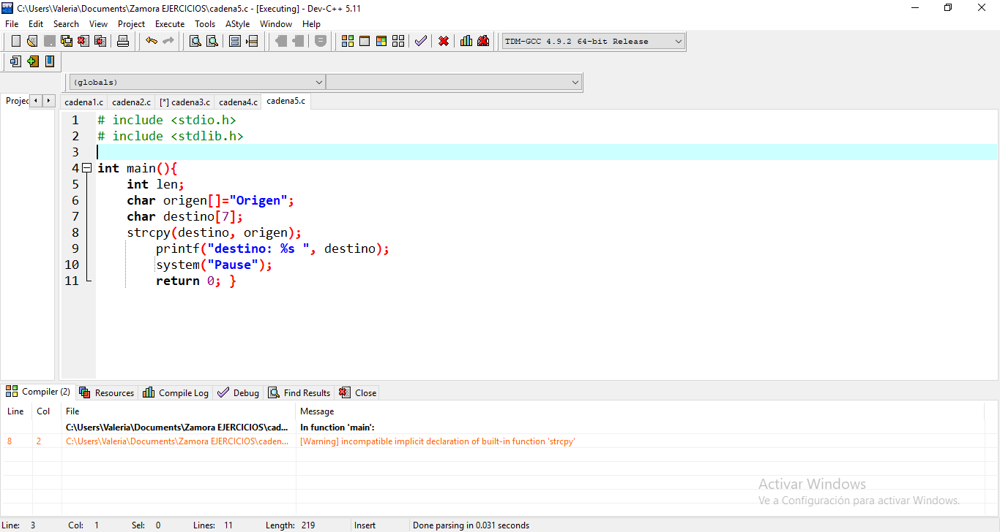 C:\Users\Valeria\Documents\Zamora EJERCICIOS\cadena5.c - [Executing] - Dev-C++ 5.11
File Edit Search View Project Execute Tools AStyle Window Help
TDM-GCC 4.9.2 64-bit Release
(globals)
Projec
cadena1.c cadena2.c [*] cadena3.c cadena4.c cadena5.c
1 # include <stdio.h>
2 # include <stdlib.h>
3
4 int main(){
5 int len;
6 char origen[]="Origen";
7 char destino[7];
8 strcpy(destino, origen);
9 printf("destino: %s ", destino);
10 system("Pause");
11 return 0; }
Compiler (2) Resources Compile Log Debug Find Results Close
Line Col File Message
C:\Users\Valeria\Documents\Zamora EJERCICIOS\cad... In function 'main':
8 2 C:\Users\Valeria\Documents\Zamora EJERCICIOS\caden... [Warning] incompatible implicit declaration of built-in function 'strcpy'
Activar Windows
Ve a Configuración para activar Windows.
Line: 3 Col: 1 Sel: 0 Lines: 11 Length: 219 Insert Done parsing in 0.031 seconds